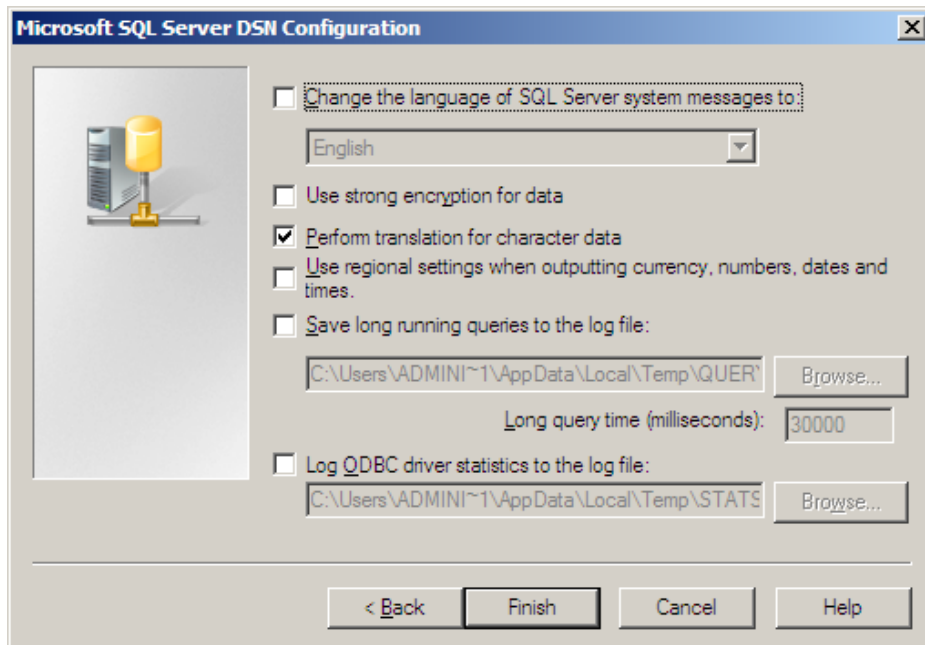 Microsoft SQL Server DSN Configuration
Change the language of SQL Server system messages to:
English
Use strong encryption for data
Perform translation for character data
Use regional settings when outputting currency, numbers, dates and
times.
Save long running queries to the log file:
C:\Users\ADMINI~1\AppData\Local\Temp\QUERY
Browse...
Long query time (milliseconds):
30000
Log ODBC driver statistics to the log file:
C:\Users\ADMINI~1\AppData\Local\Temp\STATS
Browse...
< Back
Finish
Cancel
Help